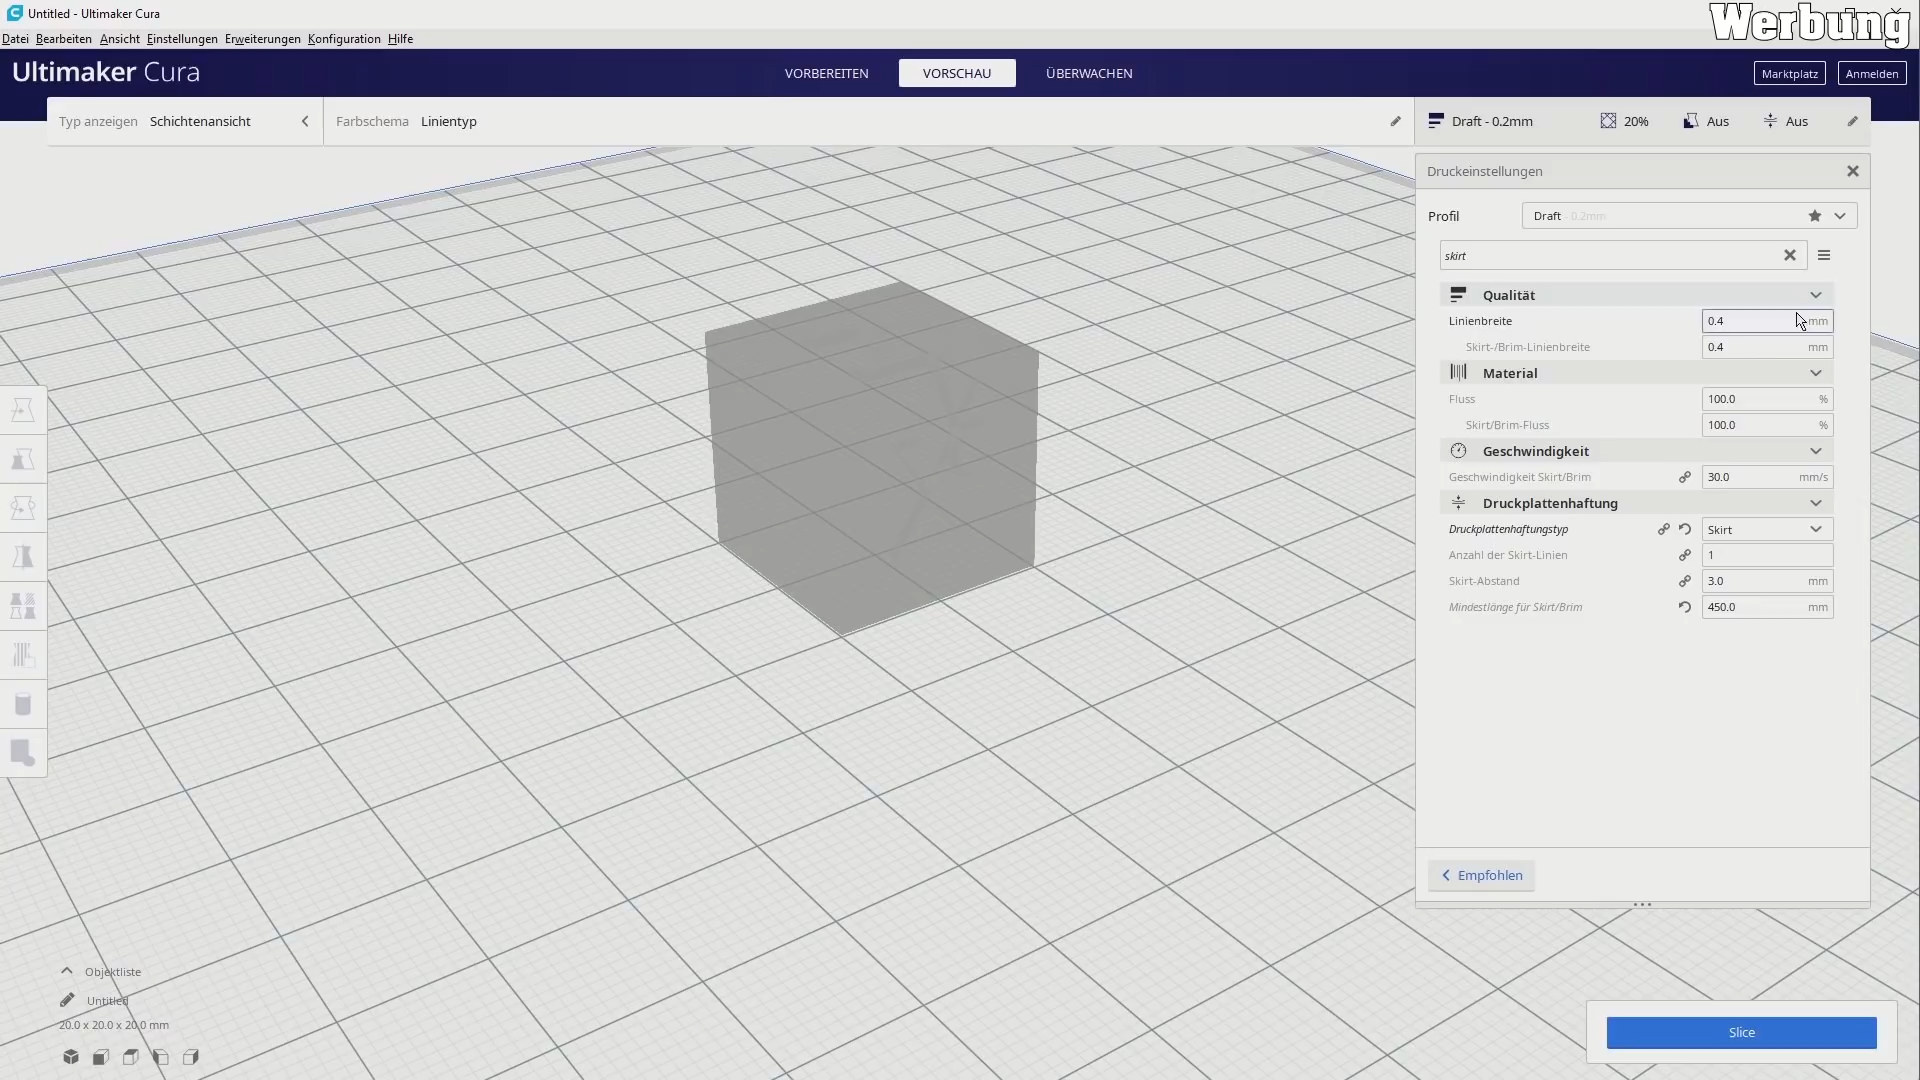 Untitled - Ultimaker Cura
Werbung
Datei Bearbeiten Ansicht Einstellungen Erweiterungen Konfiguration Hilfe
Ultimaker Cura
VORBEREITEN VORSCHAU ÜBERWACHEN
Marktplatz Anmelden
Typ anzeigen Schichtenansicht Farbschema Linientyp
Draft - 0.2mm 20% Aus Aus
Druckeinstellungen
Profil Draft - 0.2mm
skirt
Qualität
Linienbreite 0.4 mm
Skirt-/Brim-Linienbreite 0.4 mm
Material
Fluss 100.0 %
Skirt/Brim-Fluss 100.0 %
Geschwindigkeit
Geschwindigkeit Skirt/Brim 30.0 mm/s
Druckplattenhaftung
Druckplattenhaftungstyp Skirt
Anzahl der Skirt-Linien 1
Skirt-Abstand 3.0 mm
Mindestlänge für Skirt/Brim 450.0 mm
Empfohlen
Objektliste
Untitled
20.0 x 20.0 x 20.0 mm
Slice